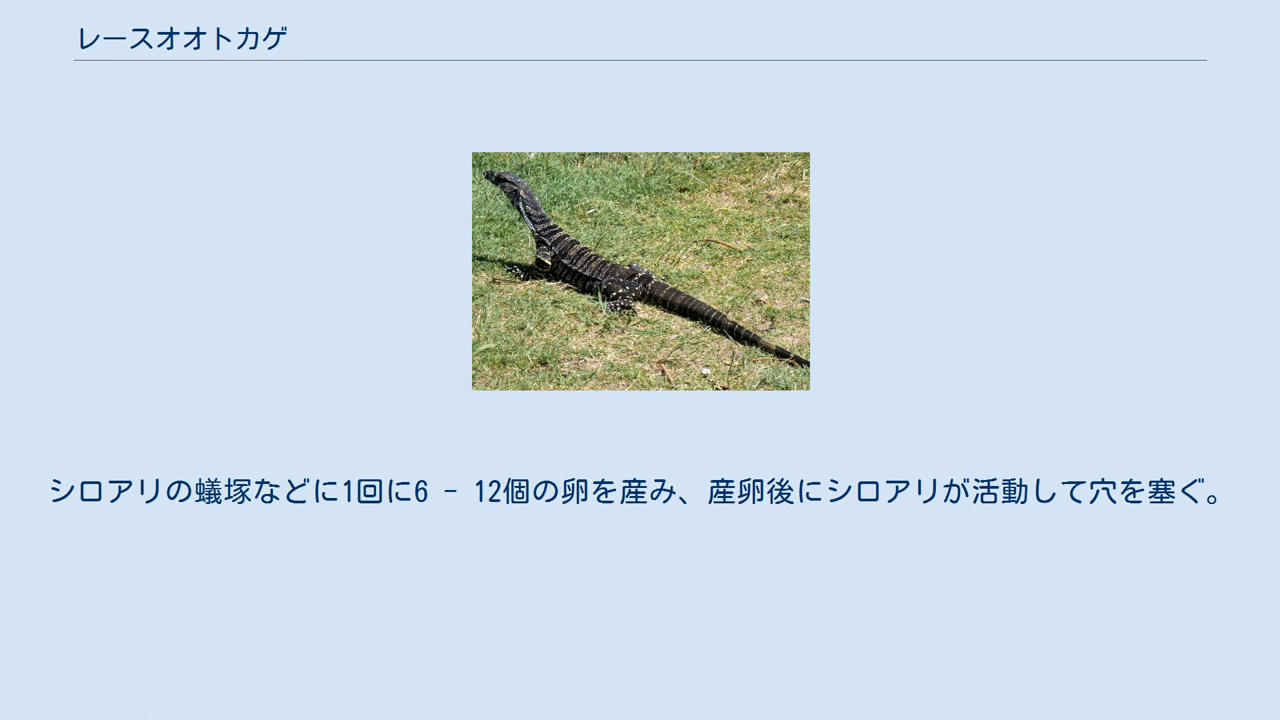 レースオオトカゲ
シロアリの蟻塚などに1回に6 - 12個の卵を産み、産卵後にシロアリが活動して穴を塞ぐ。